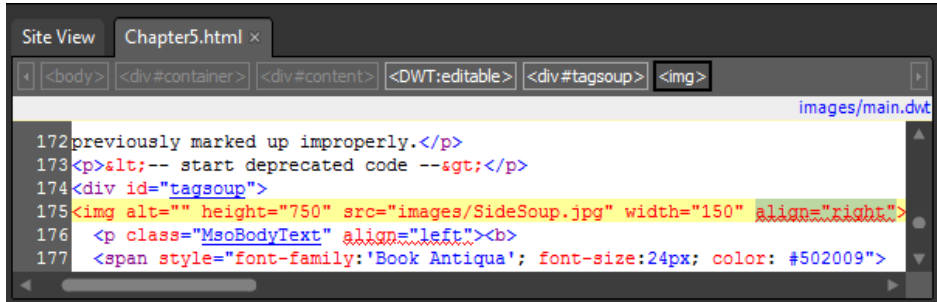 Site View Chapter5.html ×
<body> <div#container> <div#content> <DWT:editable> <div#tagsoup> <img>
images/main.dwt
172 previously marked up improperly.</p>
173 <p>&lt;-- start deprecated code --&gt;</p>
174 <div id="tagsoup">
175 <img alt="" height="750" src="images/SideSoup.jpg" width="150" align="right">
176 <p class="MsoBodyText" align="left"><b>
177 <span style="font-family:'Book Antiqua'; font-size:24px; color: #502009">